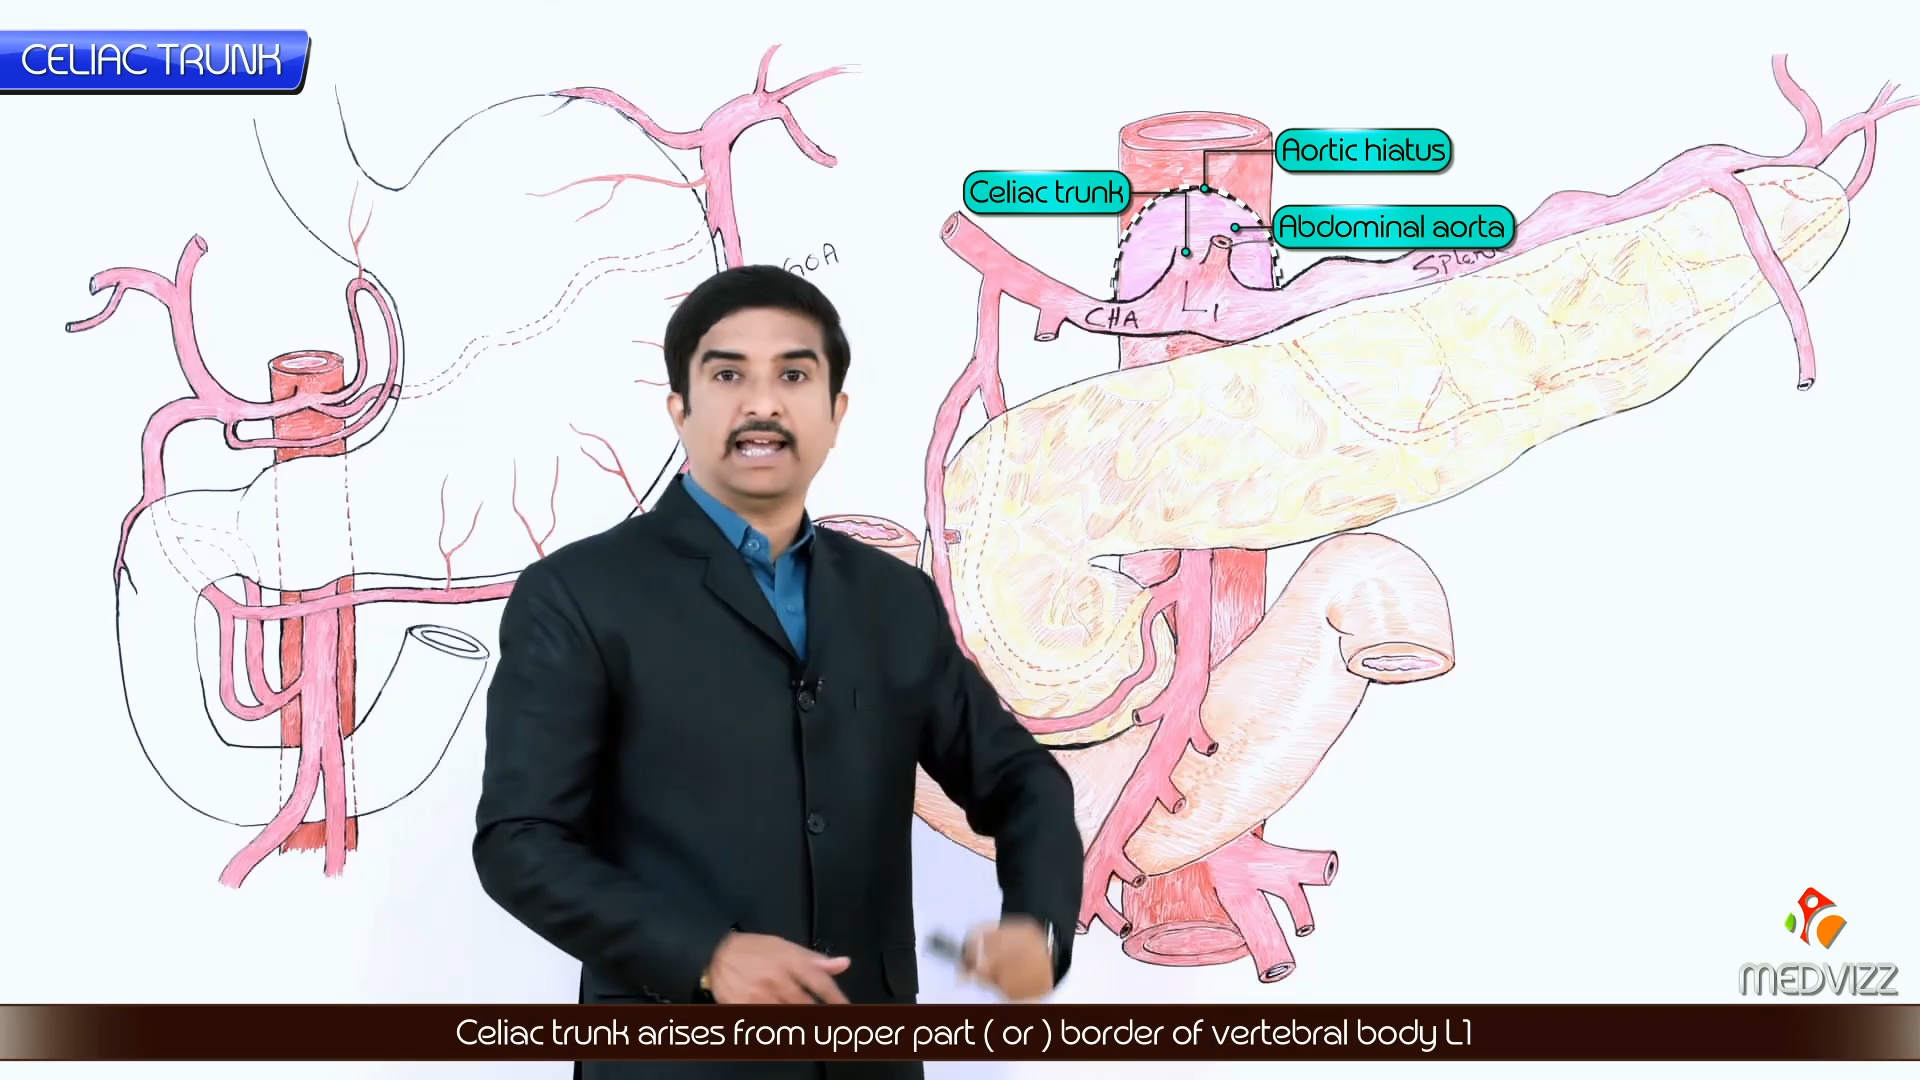 CELIAC TRUNK
Aortic hiatus
Celiac trunk
Abdominal aorta
GOA
CHA
L1
MEDVIZZ
Celiac trunk arises from upper part ( or ) border of vertebral body L1